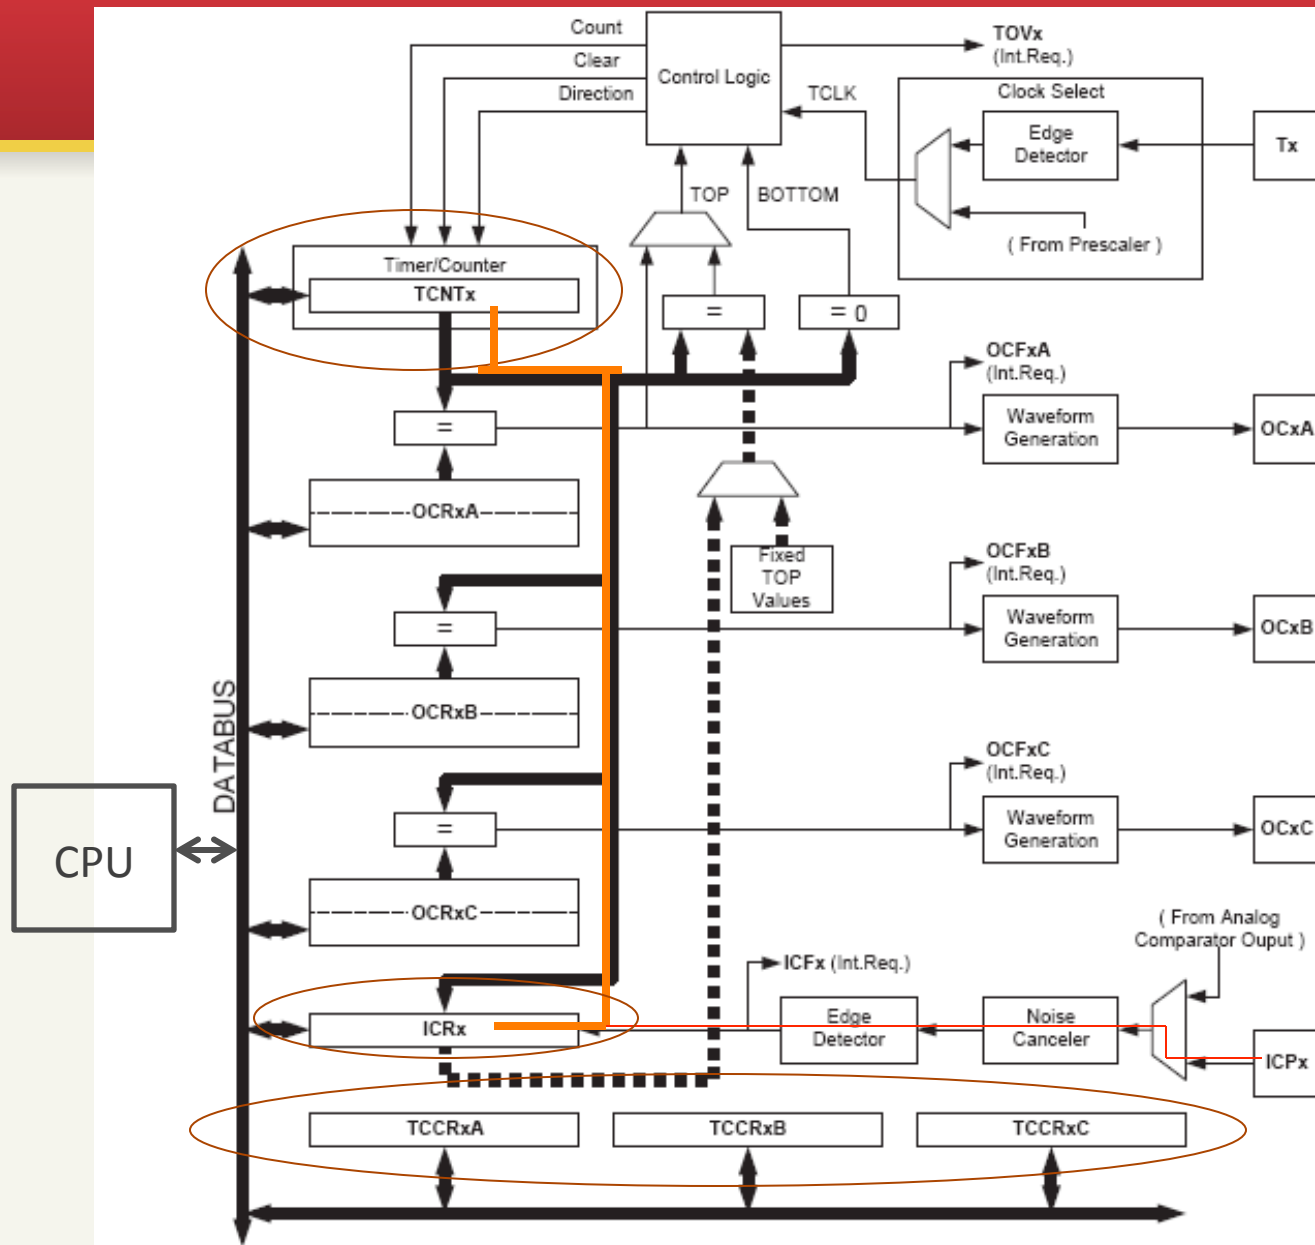 Count
Clear
Direction
Control Logic
TOVx
(Int.Req.)
TCLK
Clock Select
Edge
Detector
Tx
TOP
BOTTOM
( From Prescaler )
Timer/Counter
TCNTx
=
= 0
OCFxA
(Int.Req.)
=
Waveform
Generation
OCxA
OCRxA
Fixed
TOP
Values
OCFxB
(Int.Req.)
=
Waveform
Generation
OCxB
OCRxB
DATABUS
OCFxC
(Int.Req.)
=
Waveform
Generation
OCxC
CPU
OCRxC
( From Analog
Comparator Ouput )
ICFx (Int.Req.)
ICRx
Edge
Detector
Noise
Canceler
ICPx
TCCRxA
TCCRxB
TCCRxC